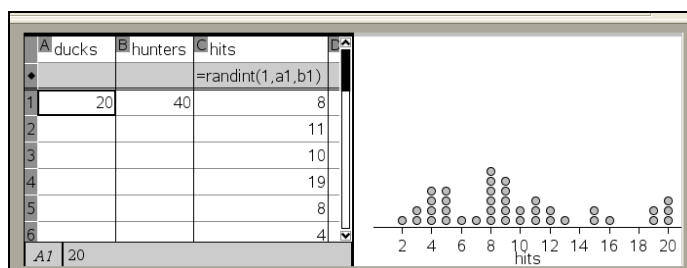 A ducks B hunters C hits D
◆ =randint(1,a1,b1)
1 20 40 8
2 11
3 10
4 19
5 8
6 4
A1 20
2 4 6 8 10 12 14 16 18 20
hits